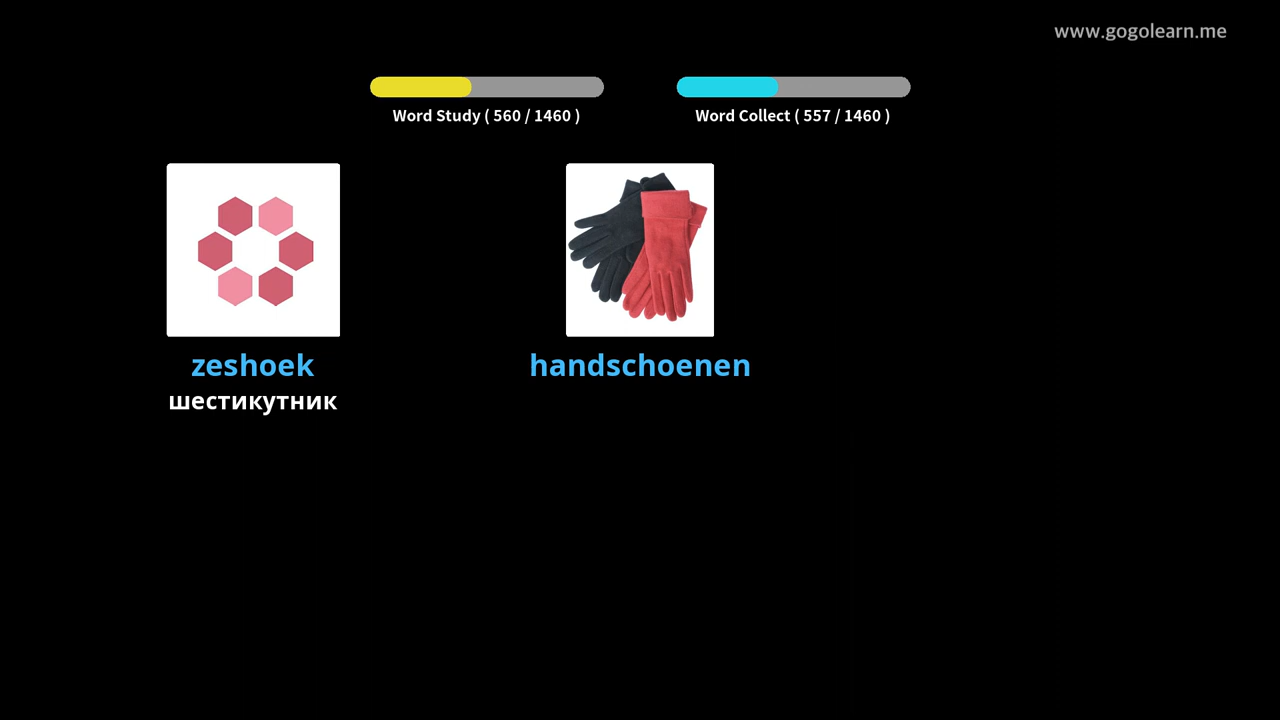 www.gogolearn.me
Word Study ( 560 / 1460 )
Word Collect ( 557 / 1460 )
zeshoek
шестикутник
handschoenen